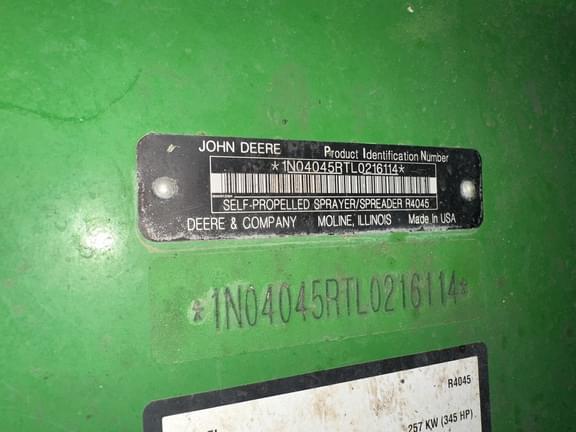 JOHN DEERE Product Identification Number
*1N04045RTL0216114*
SELF-PROPELLED SPRAYER/SPREADER R4045
DEERE & COMPANY MOLINE, ILLINOIS Made In USA
*1N04045RTL0216114*
R4045
257 KW (345 HP)